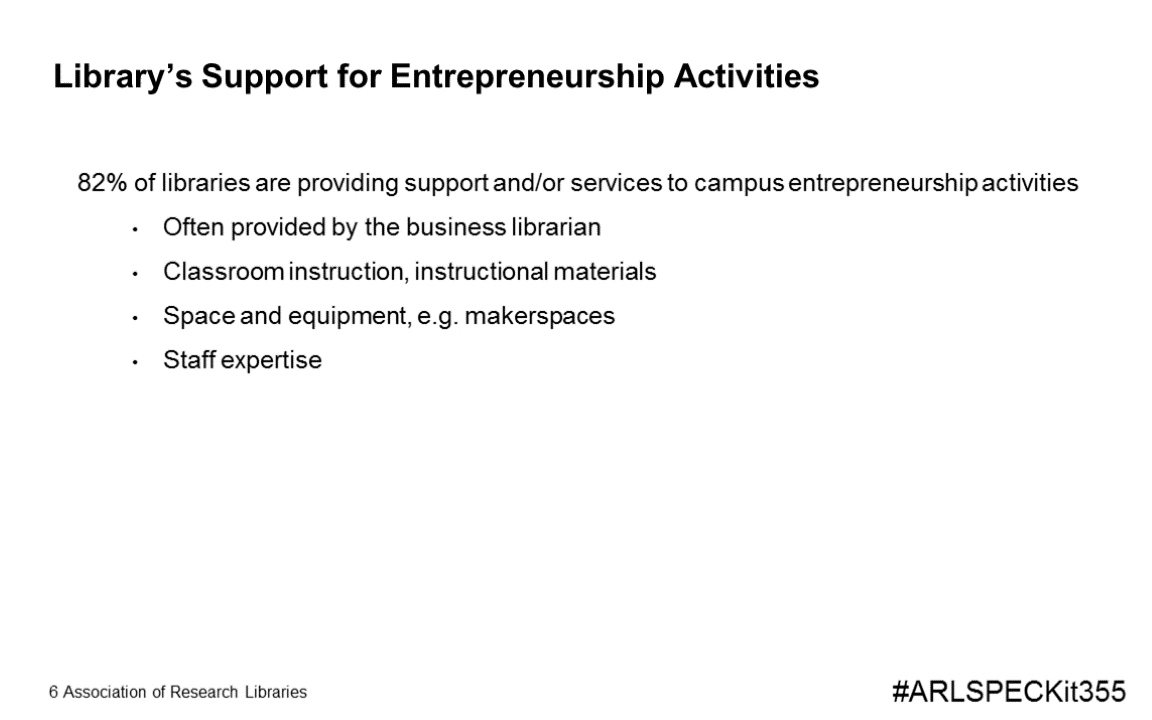 Library’s Support for Entrepreneurship Activities
82% of libraries are providing support and/or services to campus entrepreneurship activities
• Often provided by the business librarian
• Classroom instruction, instructional materials
• Space and equipment, e.g. makerspaces
• Staff expertise
6 Association of Research Libraries
#ARLSPECKit355